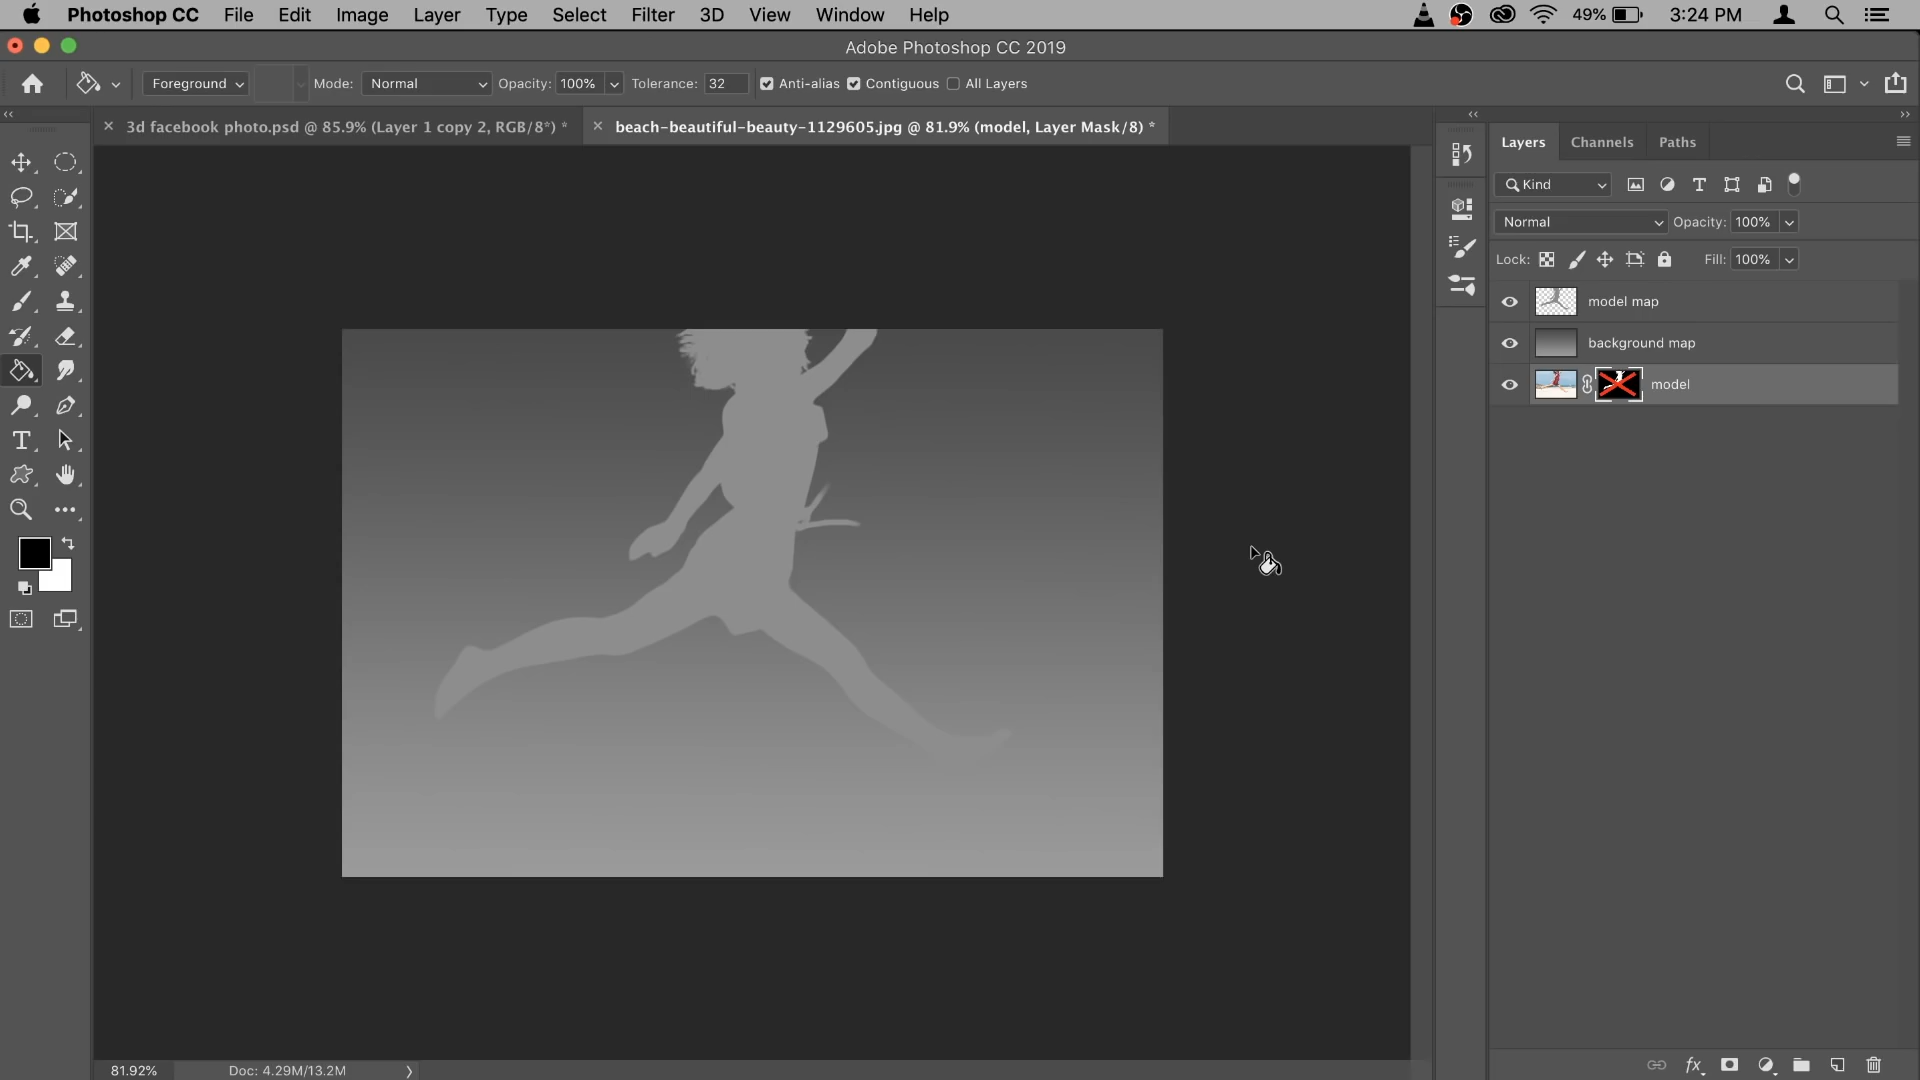 Photoshop CC File Edit Image Layer Type Select Filter 3D View Window Help 49% 3:24 PM
Adobe Photoshop CC 2019
Foreground Mode: Normal Opacity: 100% Tolerance: 32 Anti-alias Contiguous All Layers
3d facebook photo.psd @ 85.9% (Layer 1 copy 2, RGB/8*) * beach-beautiful-beauty-1129605.jpg @ 81.9% (model, Layer Mask/8) *
Layers Channels Paths
Kind
Normal Opacity: 100%
Lock: Fill: 100%
model map
background map
model
81.92% Doc: 4.29M/13.2M